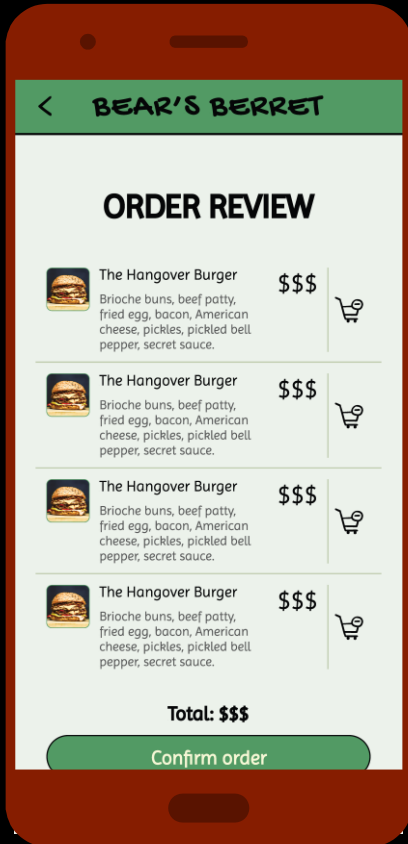 BEAR'S BERRET
ORDER REVIEW
The Hangover Burger
$$$
Brioche buns, beef patty,
fried egg, bacon, American
cheese, pickles, pickled bell
pepper, secret sauce.
The Hangover Burger
$$$
Brioche buns, beef patty,
fried egg, bacon, American
cheese, pickles, pickled bell
pepper, secret sauce.
The Hangover Burger
$$$
Brioche buns, beef patty,
fried egg, bacon, American
cheese, pickles, pickled bell
pepper, secret sauce.
The Hangover Burger
$$$
Brioche buns, beef patty,
fried egg, bacon, American
cheese, pickles, pickled bell
pepper, secret sauce.
Total: $$$
Confirm order